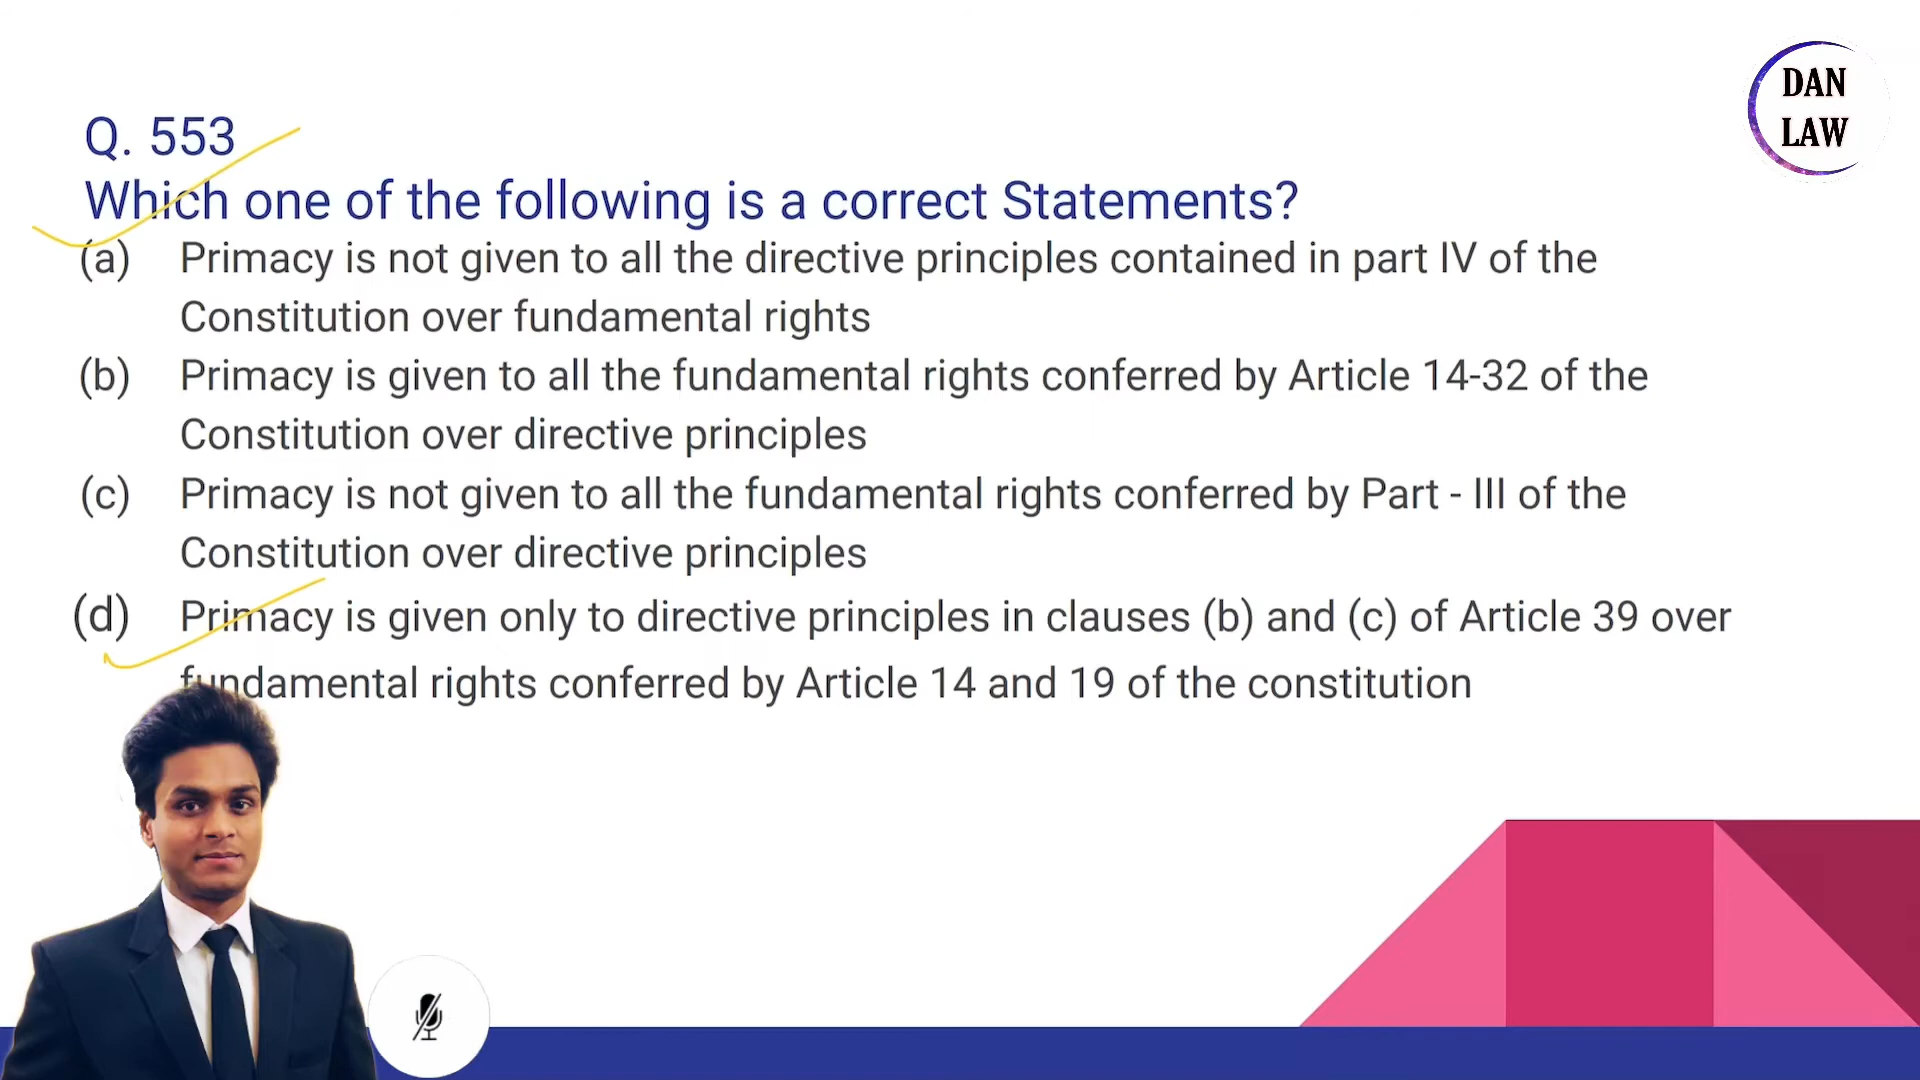 DAN
LAW
Q. 553
Which one of the following is a correct Statements?
(a) Primacy is not given to all the directive principles contained in part IV of the
Constitution over fundamental rights
(b) Primacy is given to all the fundamental rights conferred by Article 14-32 of the
Constitution over directive principles
(c) Primacy is not given to all the fundamental rights conferred by Part - III of the
Constitution over directive principles
(d) Primacy is given only to directive principles in clauses (b) and (c) of Article 39 over
fundamental rights conferred by Article 14 and 19 of the constitution